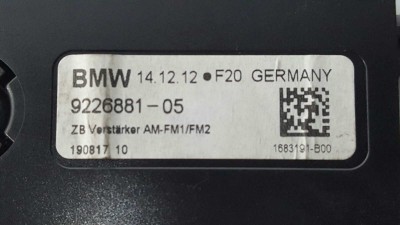 BMW 14.12.12 ● F20 GERMANY
9226881-05
ZB Verstärker AM-FM1/FM2
190817 10
1683191-B00